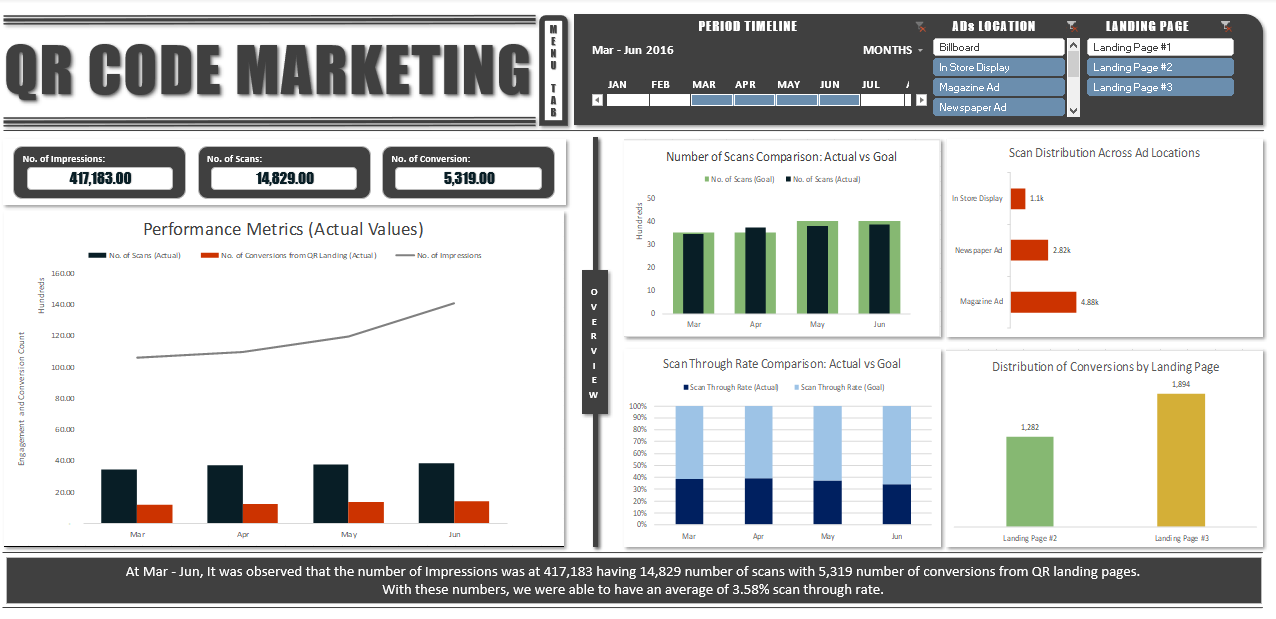 QR CODE MARKETING
MENU TAB
PERIOD TIMELINE
Mar - Jun 2016
MONTHS
JAN FEB MAR APR MAY JUN JUL
ADs LOCATION
Billboard
In Store Display
Magazine Ad
Newspaper Ad
LANDING PAGE
Landing Page #1
Landing Page #2
Landing Page #3
No. of Impressions:
417,183.00
No. of Scans:
14,829.00
No. of Conversion:
5,319.00
Performance Metrics (Actual Values)
No. of Scans (Actual) No. of Conversions from QR Landing (Actual) No. of Impressions
Hundreds
Engagement and Conversion Count
160.00
140.00
120.00
100.00
80.00
60.00
40.00
20.00
-
Mar Apr May Jun
OVERVIEW
Number of Scans Comparison: Actual vs Goal
No. of Scans (Goal) No. of Scans (Actual)
Hundreds
50
40
30
20
10
0
Mar Apr May Jun
Scan Distribution Across Ad Locations
In Store Display 1.1k
Newspaper Ad 2.82k
Magazine Ad 4.88k
Scan Through Rate Comparison: Actual vs Goal
Scan Through Rate (Actual) Scan Through Rate (Goal)
100%
90%
80%
70%
60%
50%
40%
30%
20%
10%
0%
Mar Apr May Jun
Distribution of Conversions by Landing Page
1,894
1,282
Landing Page #2 Landing Page #3
At Mar - Jun, It was observed that the number of Impressions was at 417,183 having 14,829 number of scans with 5,319 number of conversions from QR landing pages.
With these numbers, we were able to have an average of 3.58% scan through rate.